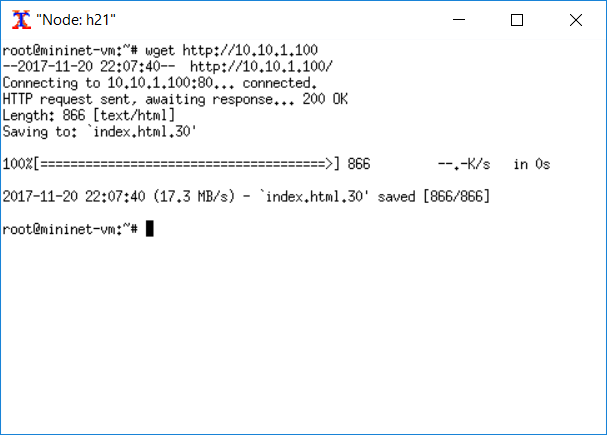 "Node: h21"
root@mininet-vm:~# wget http://10.10.1.100
--2017-11-20 22:07:40--  http://10.10.1.100/
Connecting to 10.10.1.100:80... connected.
HTTP request sent, awaiting response... 200 OK
Length: 866 [text/html]
Saving to: `index.html.30'
100%[======================================>] 866         --.-K/s   in 0s
2017-11-20 22:07:40 (17.3 MB/s) - `index.html.30' saved [866/866]
root@mininet-vm:~#